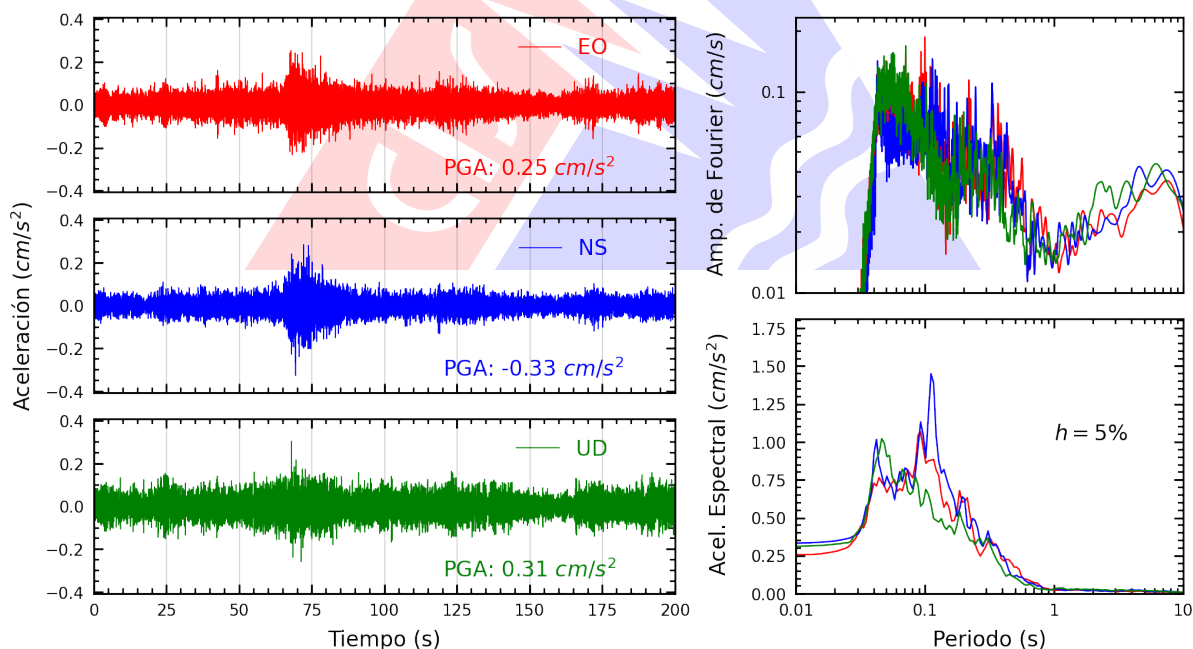 Aceleración (cm/s²)
0.4
0.2
0.0
−0.2
−0.4
EO
PGA: 0.25 cm/s²
0.4
0.2
0.0
−0.2
−0.4
NS
PGA: -0.33 cm/s²
0.4
0.2
0.0
−0.2
−0.4
UD
PGA: 0.31 cm/s²
0 25 50 75 100 125 150 175 200
Tiempo (s)
Amp. de Fourier (cm/s)
0.1
0.01
Acel. Espectral (cm/s²)
1.75
1.50
1.25
1.00
0.75
0.50
0.25
0.00
h = 5%
0.01 0.1 1 10
Periodo (s)